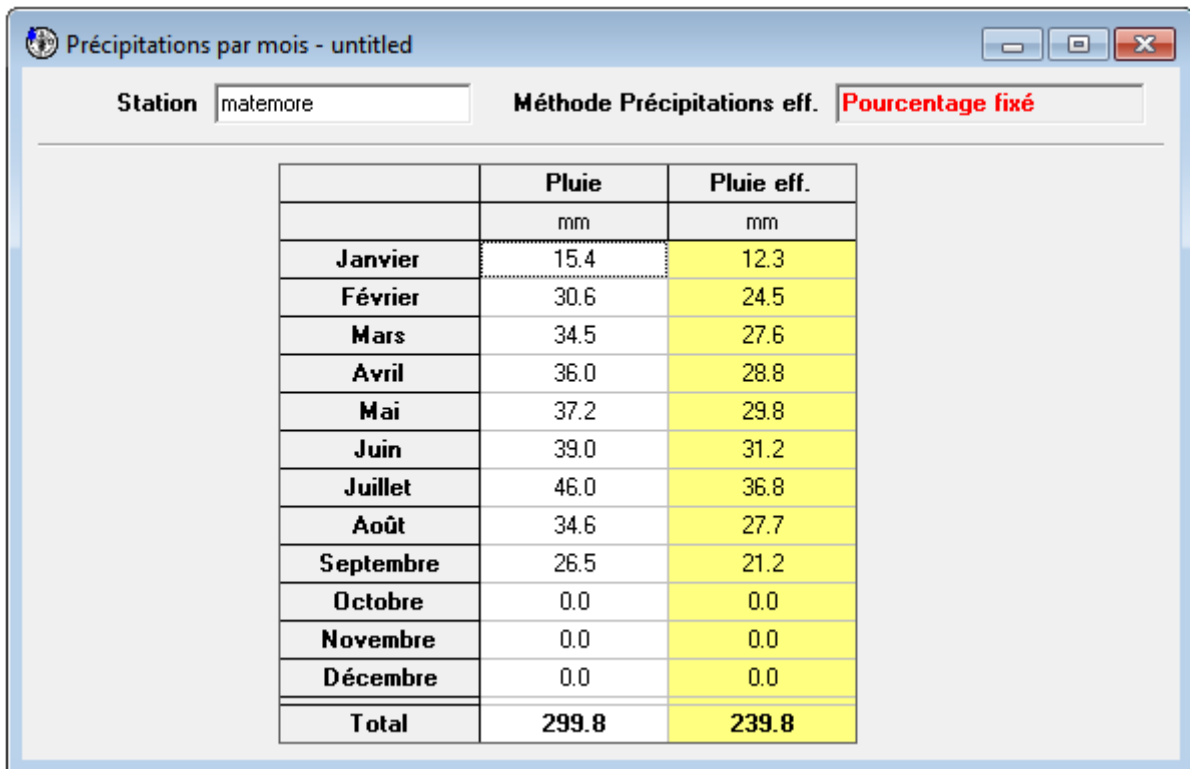 Précipitations par mois - untitled
Station matemore Méthode Précipitations eff. Pourcentage fixé
Pluie Pluie eff.
mm mm
Janvier 15.4 12.3
Février 30.6 24.5
Mars 34.5 27.6
Avril 36.0 28.8
Mai 37.2 29.8
Juin 39.0 31.2
Juillet 46.0 36.8
Août 34.6 27.7
Septembre 26.5 21.2
Octobre 0.0 0.0
Novembre 0.0 0.0
Décembre 0.0 0.0
Total 299.8 239.8